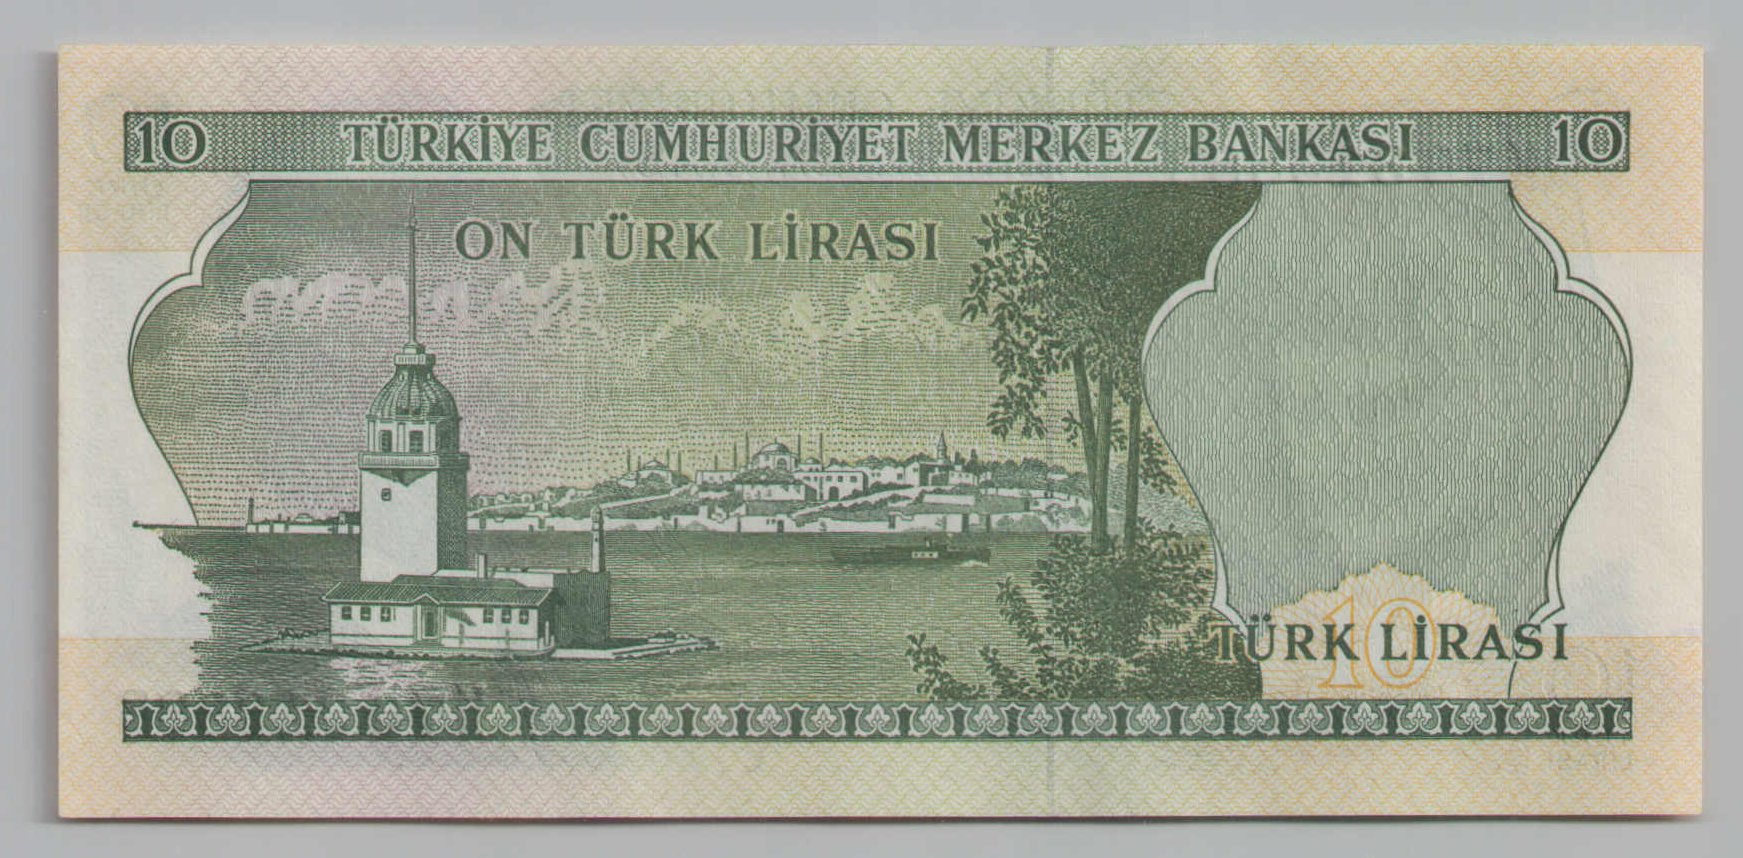 10 TÜRKİYE CUMHURİYET MERKEZ BANKASI 10
ON TÜRK LİRASI
10
TÜRK LİRASI